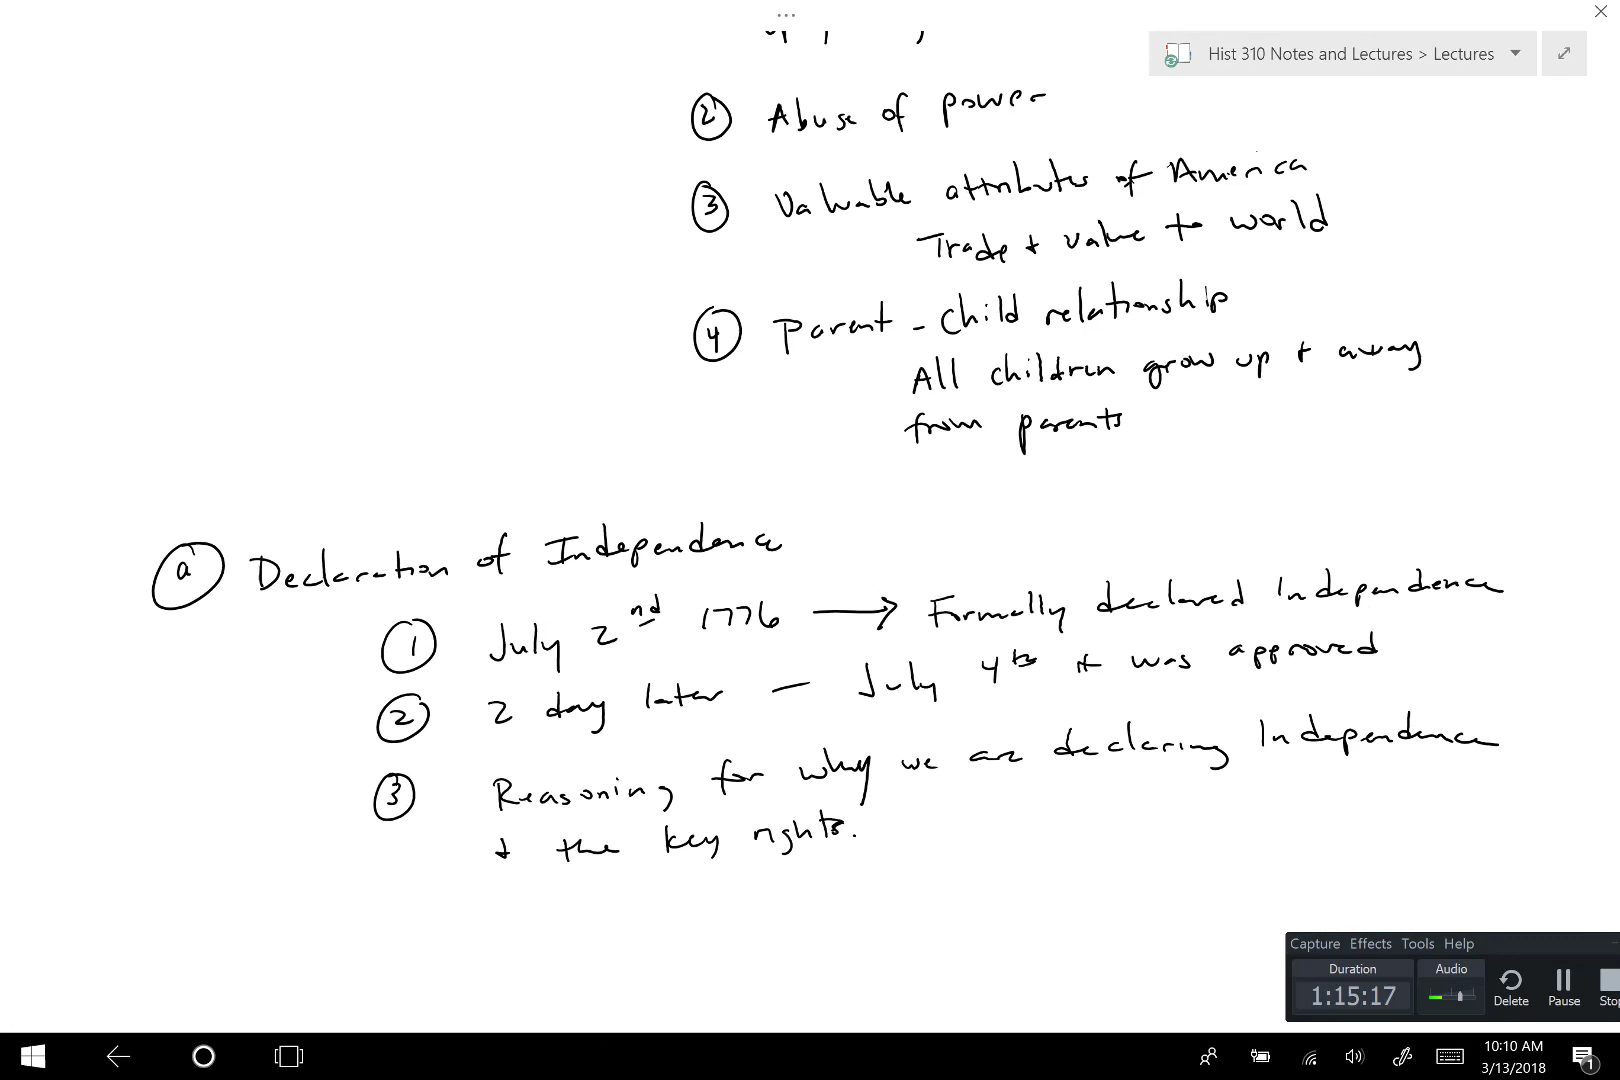 Hist 310 Notes and Lectures > Lectures
② Abuse of power
③ Valuable attributes of America
Trade + value to world
④ Parent - Child relationship
All children grow up + away
from parents
ⓐ Declaration of Independence
① July 2nd 1776 → Formally declared Independence
② 2 day later — July 4th it was approved
③ Reasoning for why we are declaring Independence
+ the key rights.
Capture Effects Tools Help
Duration Audio
1:15:17 Delete Pause Stop
10:10 AM
3/13/2018
1